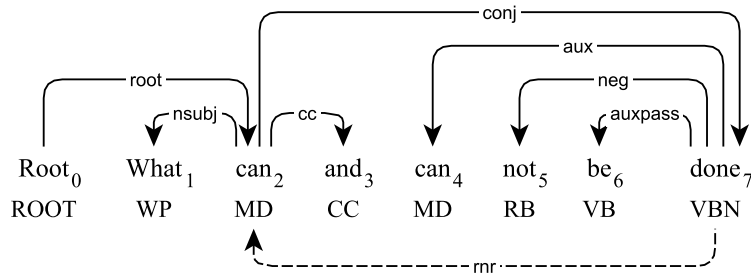 conj
aux
root
neg
nsubj
cc
auxpass
Root0 What1 can2 and3 can4 not5 be6 done7
ROOT WP MD CC MD RB VB VBN
rnr